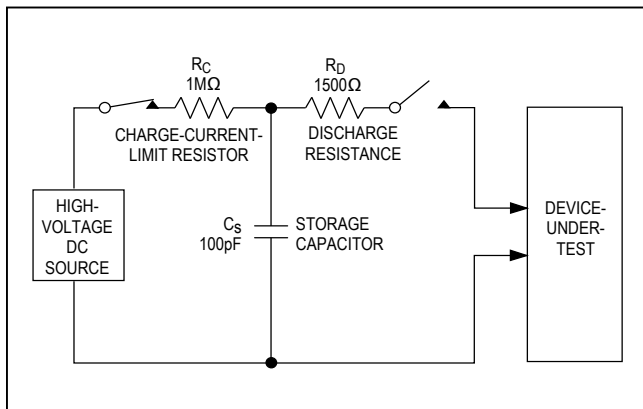 R_C
1MΩ
CHARGE-CURRENT-
LIMIT RESISTOR
R_D
1500Ω
DISCHARGE
RESISTANCE
HIGH-
VOLTAGE
DC
SOURCE
C_s
100pF
STORAGE
CAPACITOR
DEVICE-
UNDER-
TEST